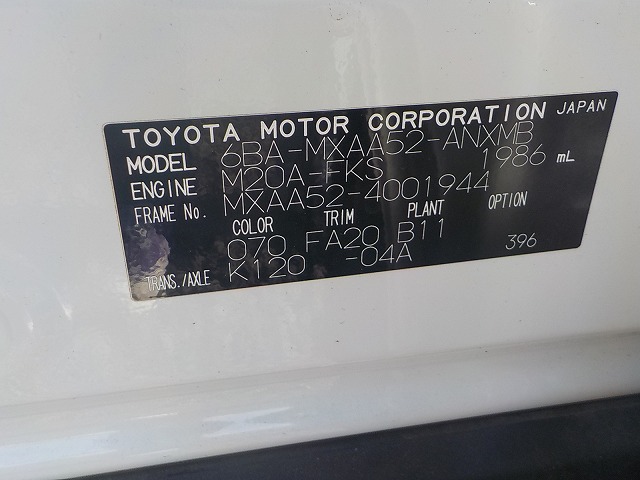 TOYOTA MOTOR CORPORATION JAPAN
MODEL 6BA-MXAA52-ANXMB
ENGINE M20A-FKS 1986 mL
FRAME No. MXAA52-4001944
COLOR TRIM PLANT OPTION
070 FA20 B11
TRANS./AXLE K120 -04A 396